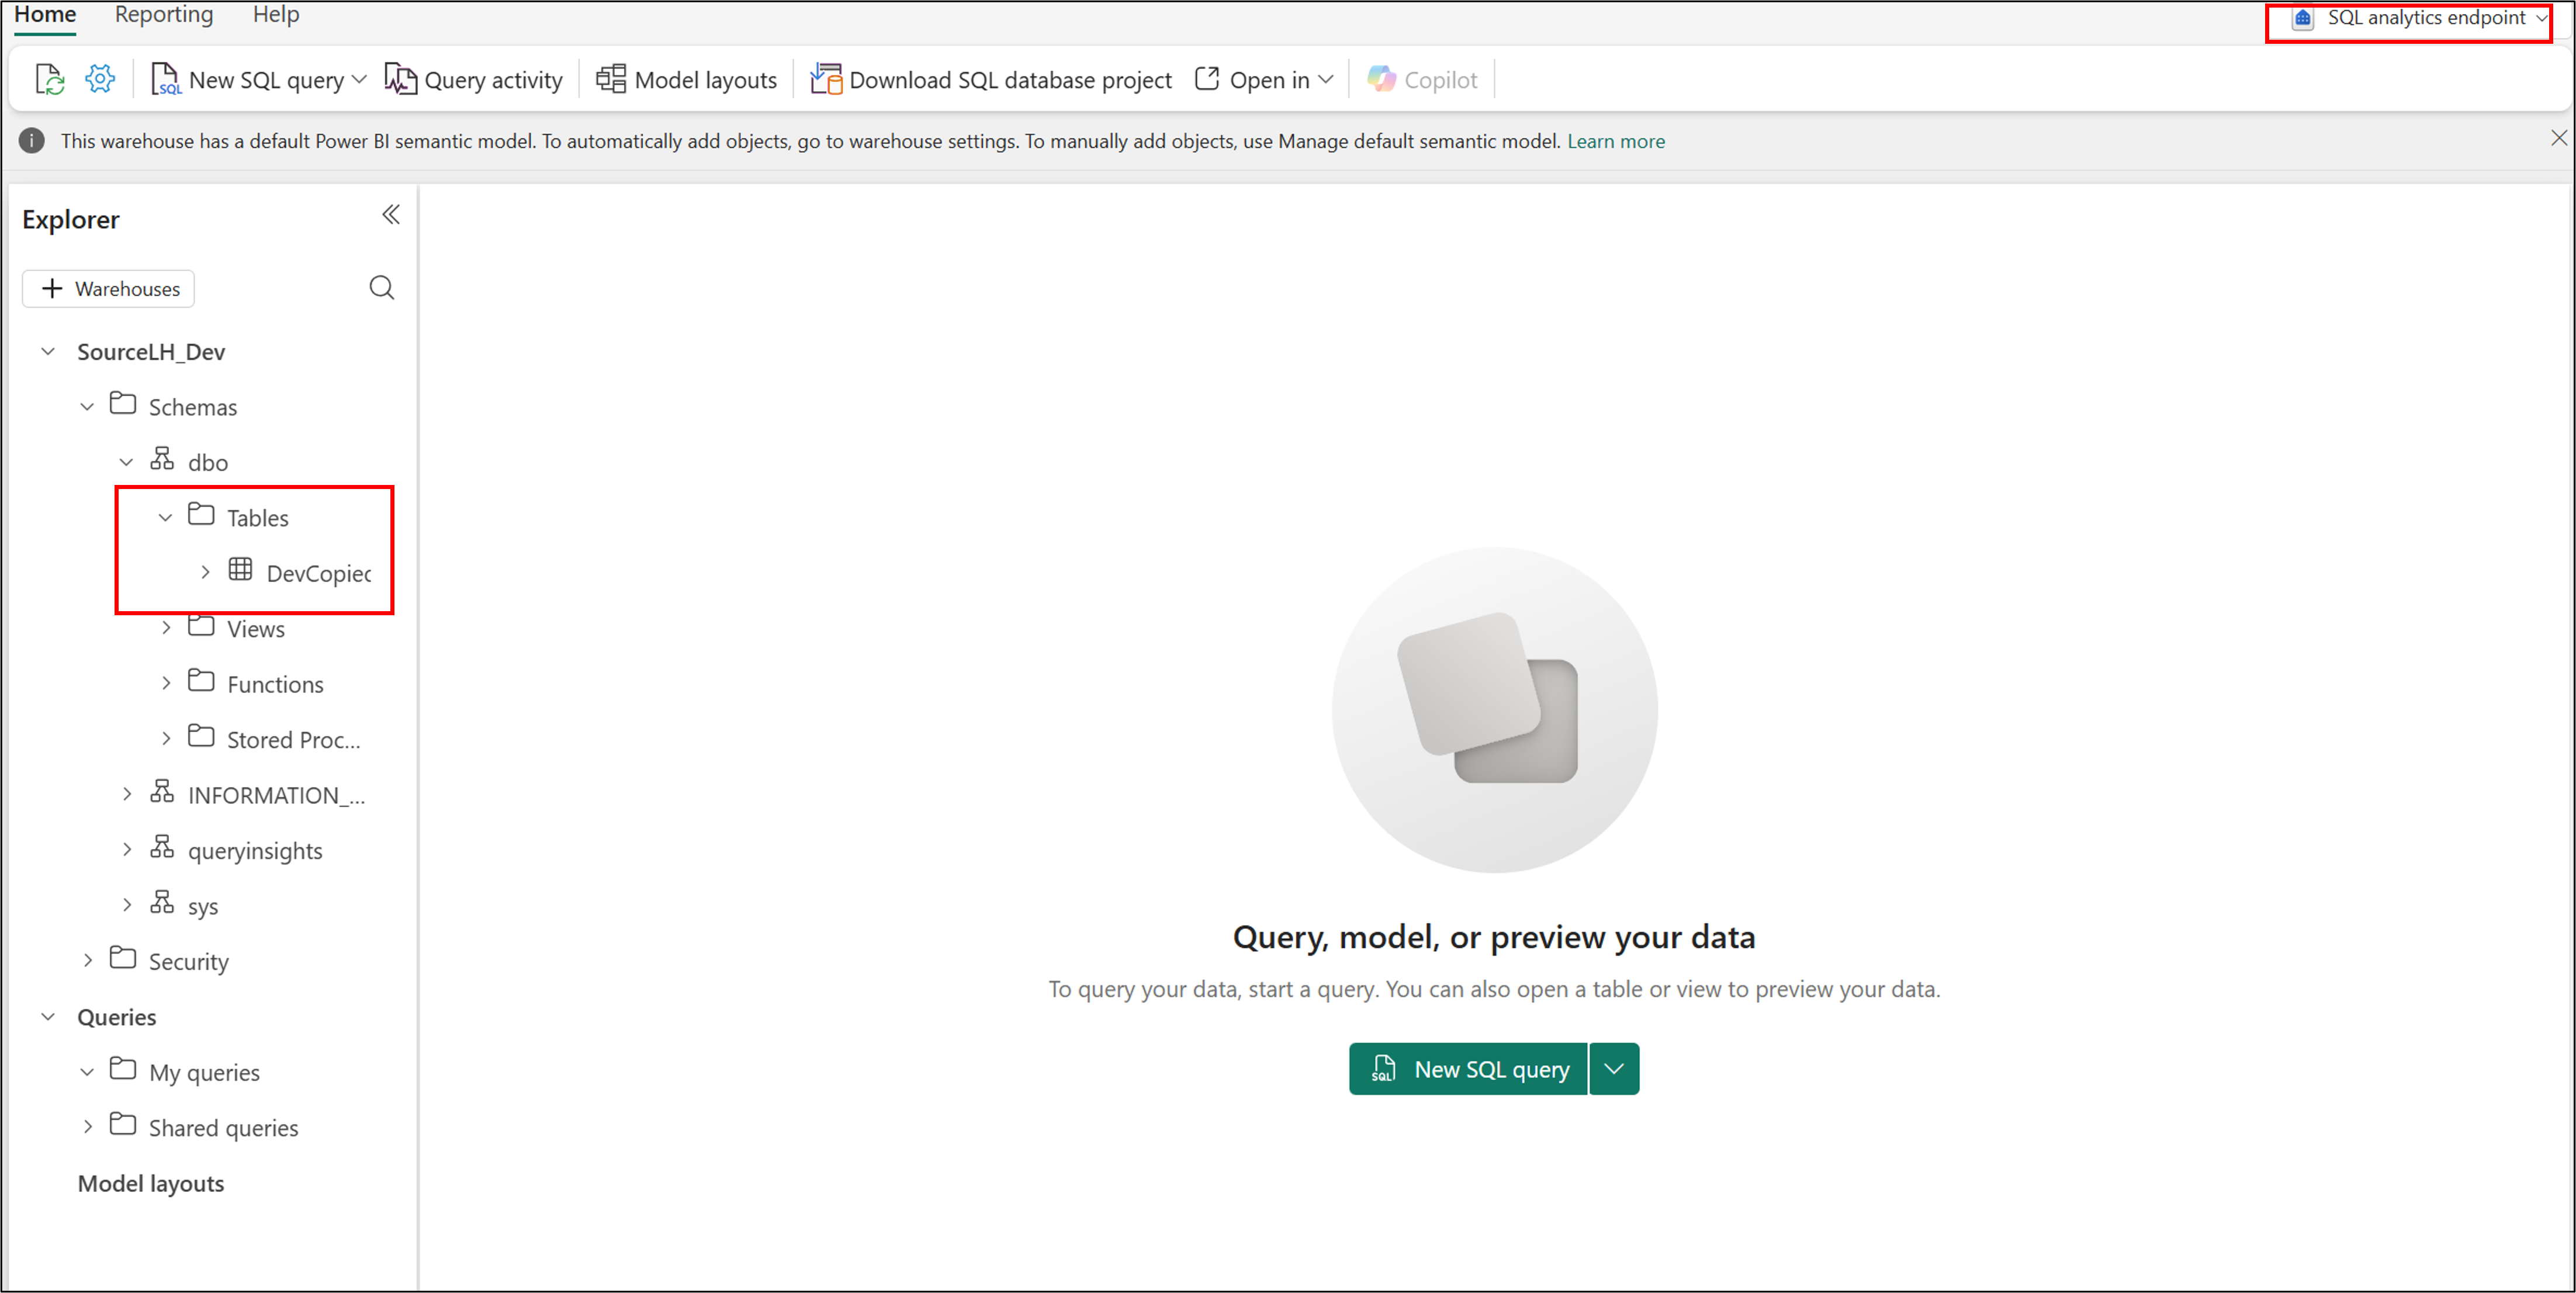 Home Reporting Help SQL analytics endpoint
New SQL query Query activity Model layouts Download SQL database project Open in Copilot
This warehouse has a default Power BI semantic model. To automatically add objects, go to warehouse settings. To manually add objects, use Manage default semantic model. Learn more
Explorer
Warehouses
SourceLH_Dev
Schemas
dbo
Tables
DevCopied
Views
Functions
Stored Proc...
INFORMATION_...
queryinsights
sys
Security
Queries
My queries
Shared queries
Model layouts
Query, model, or preview your data
To query your data, start a query. You can also open a table or view to preview your data.
SQL New SQL query